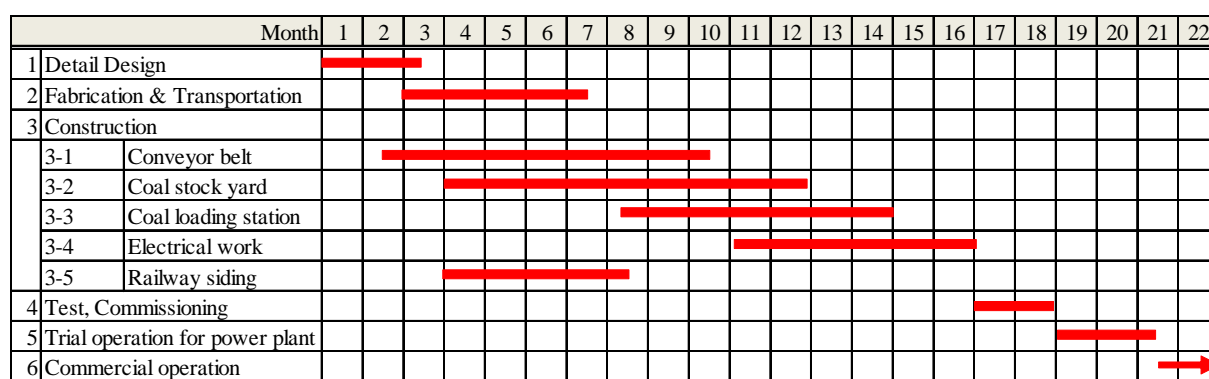 Month 1 2 3 4 5 6 7 8 9 10 11 12 13 14 15 16 17 18 19 20 21 22
1 Detail Design
2 Fabrication & Transportation
3 Construction
3-1 Conveyor belt
3-2 Coal stock yard
3-3 Coal loading station
3-4 Electrical work
3-5 Railway siding
4 Test, Commissioning
5 Trial operation for power plant
6 Commercial operation